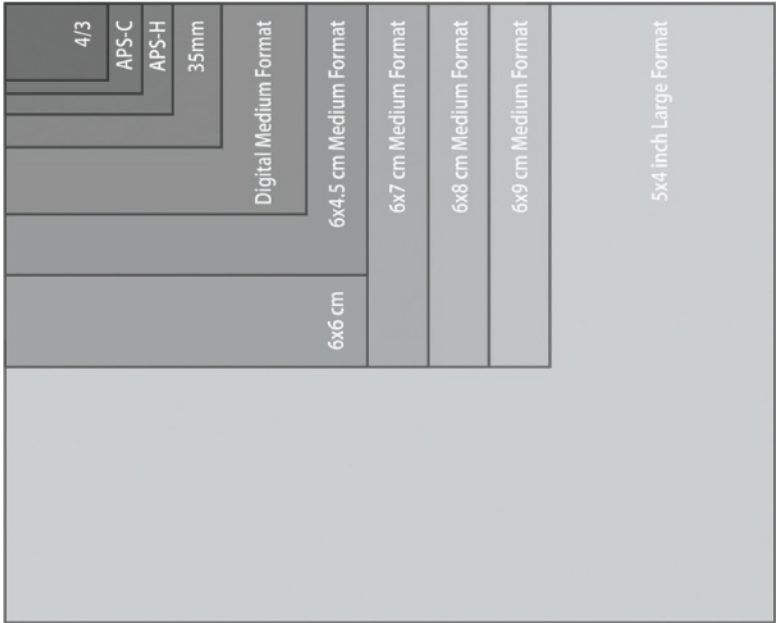 4/3
APS-C
APS-H
35mm
Digital Medium Format
6x4.5 cm Medium Format
6x6 cm
6x7 cm Medium Format
6x8 cm Medium Format
6x9 cm Medium Format
5x4 inch Large Format